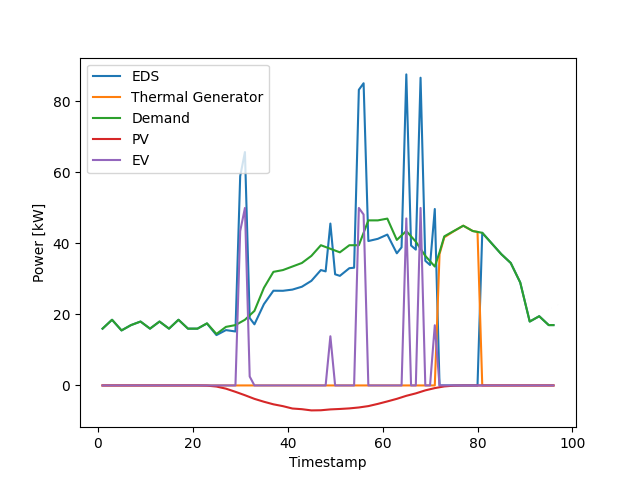 EDS
Thermal Generator
Demand
PV
EV
Power [kW]
80
60
40
20
0
0 20 40 60 80 100
Timestamp